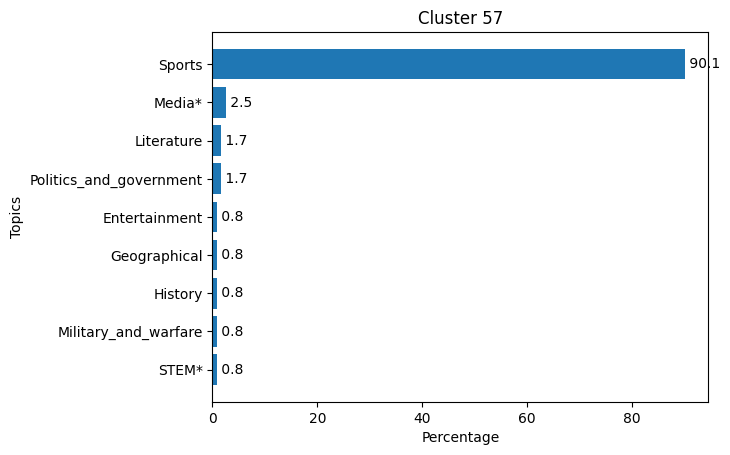 Cluster 57
Topics
Sports 90.1
Media* 2.5
Literature 1.7
Politics_and_government 1.7
Entertainment 0.8
Geographical 0.8
History 0.8
Military_and_warfare 0.8
STEM* 0.8
0 20 40 60 80
Percentage